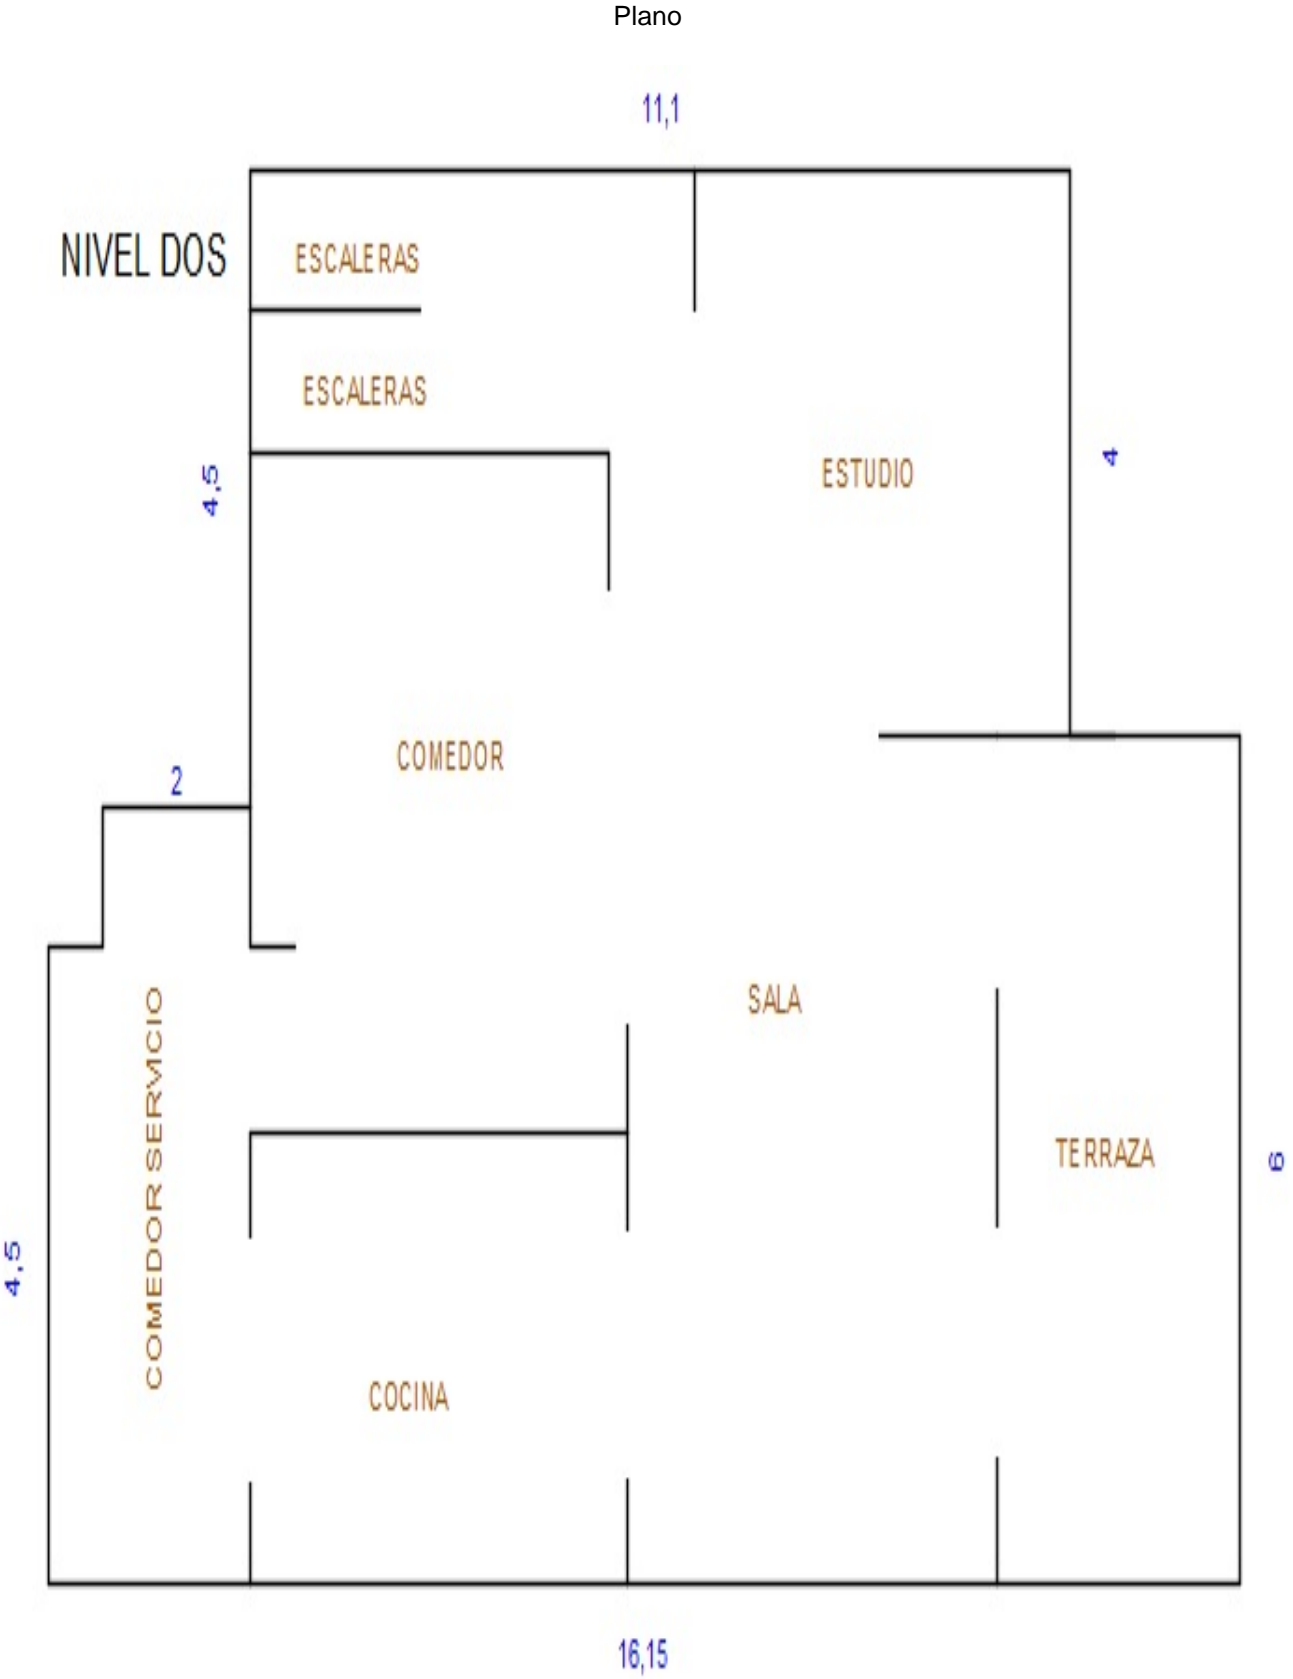 Plano
11,1
NIVEL DOS
ESCALERAS
ESCALERAS
4,5
ESTUDIO
4
COMEDOR
2
SALA
COMEDOR SERVICIO
TERRAZA
6
4,5
COCINA
16,15